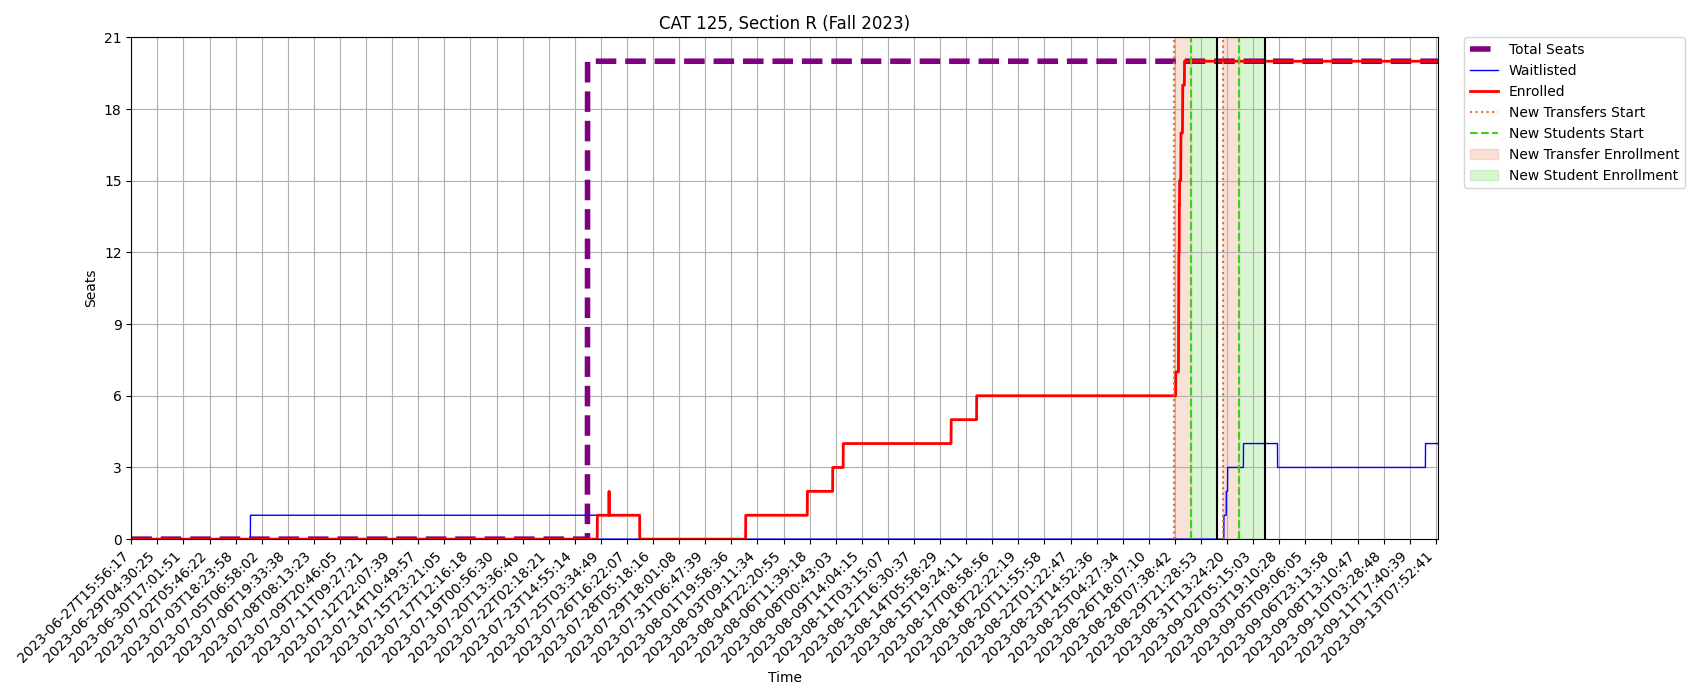 CAT 125, Section R (Fall 2023)
21
18
15
12
9
6
3
0
Seats
2023-06-27T15:56:17
2023-06-29T04:30:25
2023-06-30T17:01:51
2023-07-02T05:46:22
2023-07-03T18:23:58
2023-07-05T06:58:02
2023-07-06T19:33:38
2023-07-08T08:13:23
2023-07-09T20:46:05
2023-07-11T09:27:21
2023-07-12T22:07:39
2023-07-14T10:49:57
2023-07-15T23:21:05
2023-07-17T12:16:18
2023-07-19T00:56:30
2023-07-20T13:36:40
2023-07-22T02:18:21
2023-07-23T14:55:14
2023-07-25T03:34:49
2023-07-26T16:22:07
2023-07-28T05:18:16
2023-07-29T18:01:08
2023-07-31T06:47:39
2023-08-01T19:58:36
2023-08-03T09:11:34
2023-08-04T22:20:55
2023-08-06T11:39:18
2023-08-08T00:43:03
2023-08-09T14:04:15
2023-08-11T03:15:07
2023-08-12T16:30:37
2023-08-14T05:58:29
2023-08-15T19:24:11
2023-08-17T08:58:56
2023-08-18T22:22:19
2023-08-20T11:55:58
2023-08-22T01:22:47
2023-08-23T14:52:36
2023-08-25T04:27:34
2023-08-26T18:07:10
2023-08-28T07:38:42
2023-08-29T21:28:53
2023-08-31T13:24:20
2023-09-02T05:15:03
2023-09-03T19:10:28
2023-09-05T09:06:05
2023-09-06T23:13:58
2023-09-08T13:10:47
2023-09-10T03:28:48
2023-09-11T17:40:39
2023-09-13T07:52:41
Time
Total Seats
Waitlisted
Enrolled
New Transfers Start
New Students Start
New Transfer Enrollment
New Student Enrollment